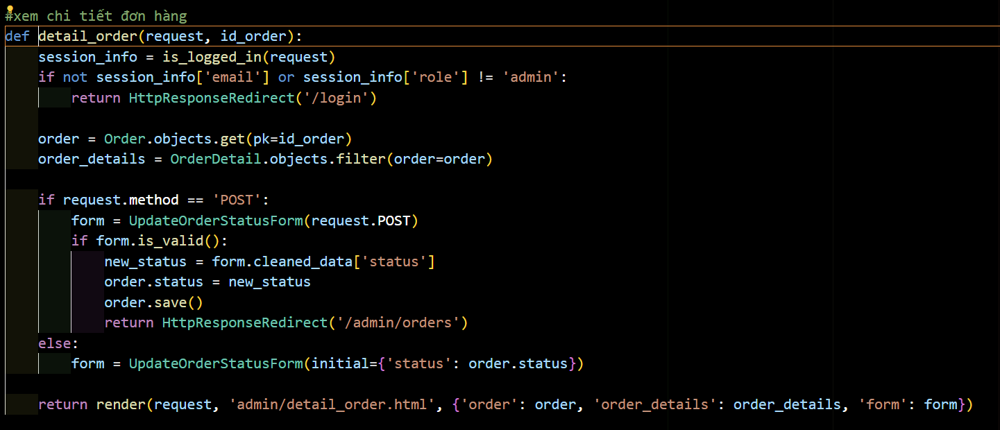 #xem chi tiết đơn hàng
def detail_order(request, id_order):
    session_info = is_logged_in(request)
    if not session_info['email'] or session_info['role'] != 'admin':
        return HttpResponseRedirect('/login')

    order = Order.objects.get(pk=id_order)
    order_details = OrderDetail.objects.filter(order=order)

    if request.method == 'POST':
        form = UpdateOrderStatusForm(request.POST)
        if form.is_valid():
            new_status = form.cleaned_data['status']
            order.status = new_status
            order.save()
            return HttpResponseRedirect('/admin/orders')
    else:
        form = UpdateOrderStatusForm(initial={'status': order.status})

    return render(request, 'admin/detail_order.html', {'order': order, 'order_details': order_details, 'form': form})